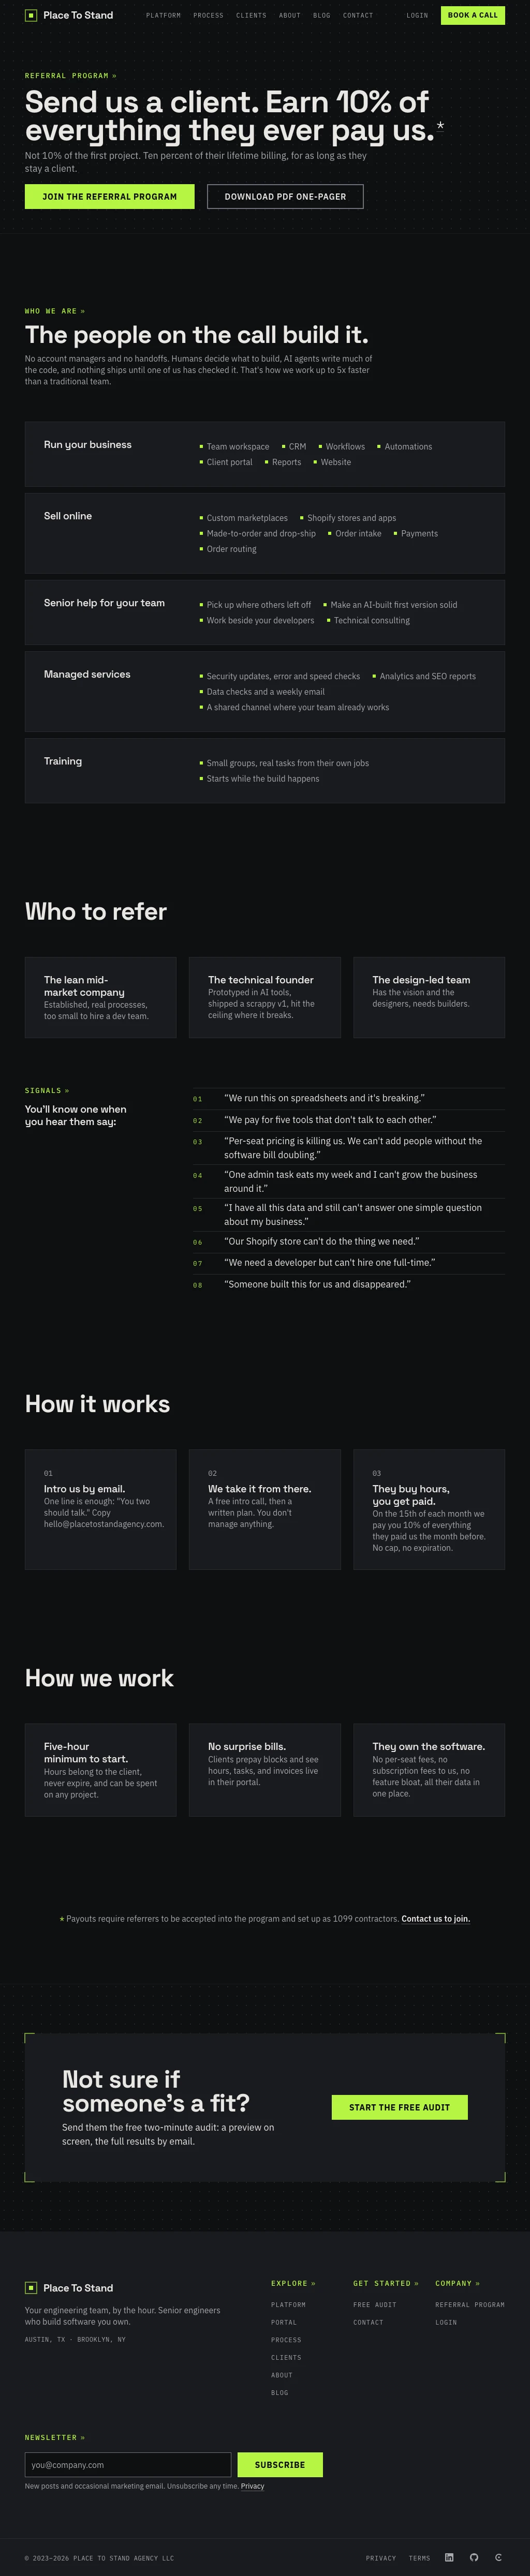 Place To Stand
PLATFORM PROCESS CLIENTS ABOUT BLOG CONTACT LOGIN BOOK A CALL
REFERRAL PROGRAM »
Send us a client. Earn 10% of
everything they ever pay us.*
Not 10% of the first project. Ten percent of their lifetime billing, for as long as they
stay a client.
JOIN THE REFERRAL PROGRAM DOWNLOAD PDF ONE-PAGER
WHO WE ARE »
The people on the call build it.
No account managers and no handoffs. Humans decide what to build, AI agents write much of
the code, and nothing ships until one of us has checked it. That's how we work up to 5x faster
than a traditional team.
Run your business
Team workspace CRM Workflows Automations
Client portal Reports Website
Sell online
Custom marketplaces Shopify stores and apps
Made-to-order and drop-ship Order intake Payments
Order routing
Senior help for your team
Pick up where others left off Make an AI-built first version solid
Work beside your developers Technical consulting
Managed services
Security updates, error and speed checks Analytics and SEO reports
Data checks and a weekly email
A shared channel where your team already works
Training
Small groups, real tasks from their own jobs
Starts while the build happens
Who to refer
The lean mid-
market company
Established, real processes,
too small to hire a dev team.
The technical founder
Prototyped in AI tools,
shipped a scrappy v1, hit the
ceiling where it breaks.
The design-led team
Has the vision and the
designers, needs builders.
SIGNALS »
You'll know when when
you hear them say:
01 “We run this on spreadsheets and it's breaking.”
02 “We pay for five tools that don't talk to each other.”
03 “Per-seat pricing is killing us. We can't add people without the
software bill doubling.”
04 “One admin task eats my week and I can't grow the business
around it.”
05 “I have all this data and still can't answer one simple question
about my business.”
06 “Our Shopify store can't do the thing we need.”
07 “We need a developer but can't hire one full-time.”
08 “Someone built this for us and disappeared.”
How it works
01
Intro us by email.
One line is enough: “You two
should talk.” Copy
hello@placetostandagency.com.
02
We take it from there.
A free intro call, then a
written plan. You don't
manage anything.
03
They buy hours,
you get paid.
On the 15th of each month we
pay you 10% of everything
they paid us the month before.
No cap, no expiration.
How we work
Five-hour
minimum to start.
Hours belong to the client,
never expire, and can be spent
on any project.
No surprise bills.
Clients prepay blocks and see
hours, tasks, and invoices live
in their portal.
They own the software.
No per-seat fees, no
subscription fees to us, no
feature bloat, all their data in
one place.
* Payouts require referrers to be accepted into the program and set up as 1099 contractors. Contact us to join.
Not sure if
someone's a fit?
Send them the free two-minute audit: a preview on
screen, the full results by email.
START THE FREE AUDIT
Place To Stand
Your engineering team, by the hour. Senior engineers
who build software you own.
AUSTIN, TX · BROOKLYN, NY
EXPLORE »
PLATFORM
PORTAL
PROCESS
CLIENTS
ABOUT
BLOG
GET STARTED »
FREE AUDIT
CONTACT
COMPANY »
REFERRAL PROGRAM
LOGIN
NEWSLETTER »
you@company.com SUBSCRIBE
New posts and occasional marketing email. Unsubscribe any time. Privacy
© 2023–2026 PLACE TO STAND AGENCY LLC PRIVACY TERMS